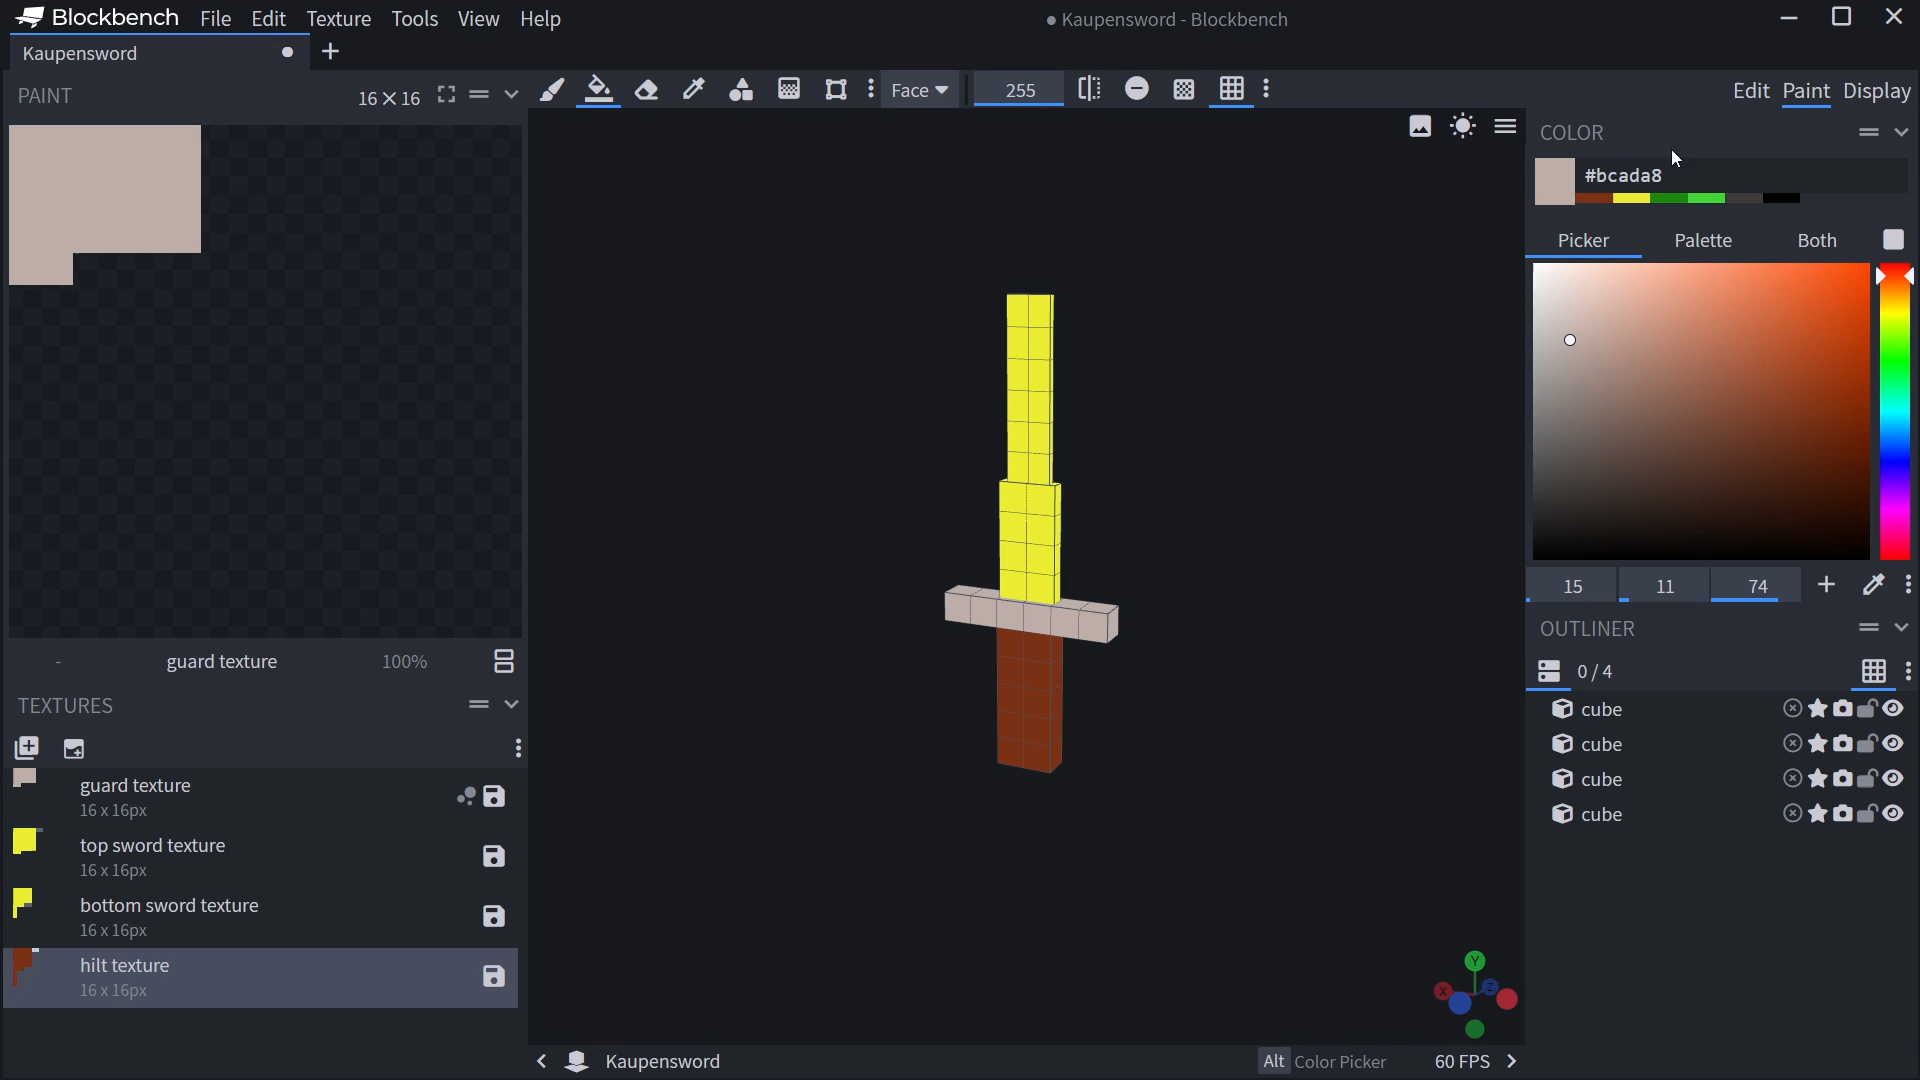 Blockbench File Edit Texture Tools View Help
Kaupensword - Blockbench
Kaupensword
PAINT
16 × 16
Face
255
Edit Paint Display
COLOR
#bcada8
Picker Palette Both
15 11 74
OUTLINER
0 / 4
cube
cube
cube
cube
- guard texture 100%
TEXTURES
guard texture
16 x 16px
top sword texture
16 x 16px
bottom sword texture
16 x 16px
hilt texture
16 x 16px
Y
X
Z
Kaupensword
Alt Color Picker
60 FPS